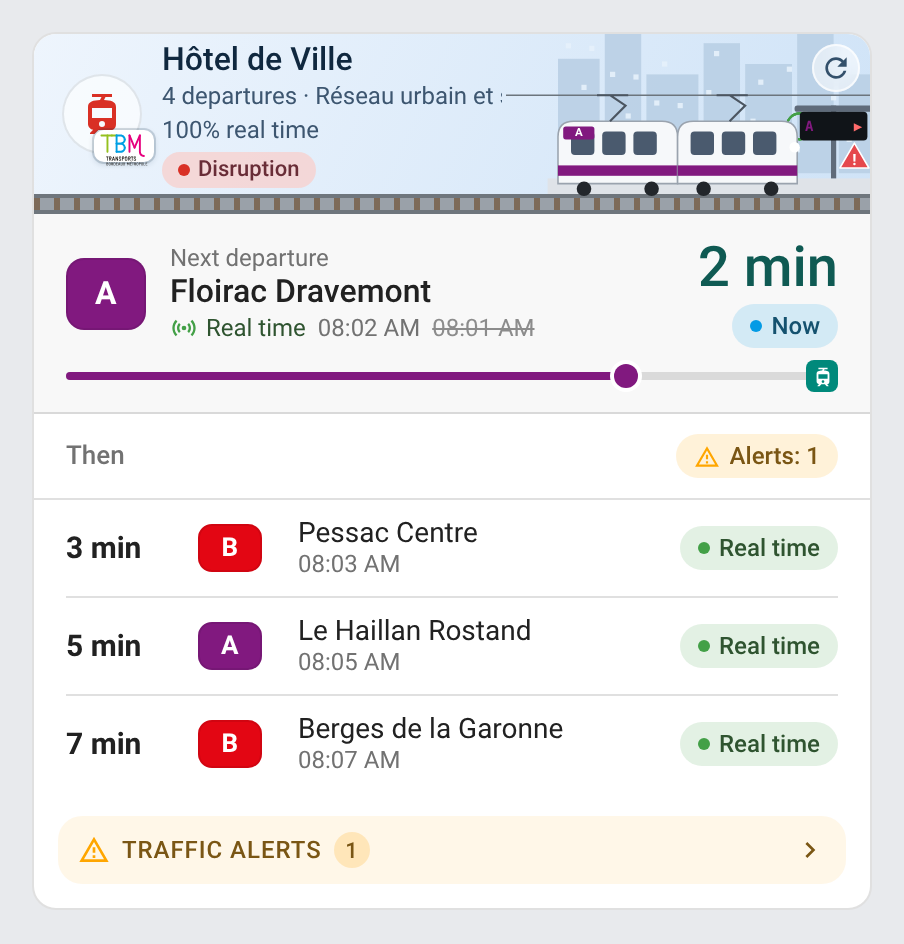 Hôtel de Ville
4 departures · Réseau urbain et
100% real time
TBM
TRANSPORTS
BORDEAUX MÉTROPOLE
Disruption
A
A
A
Next departure
Floirac Dravemont
Real time 08:02 AM 08:01 AM
2 min
Now
Then
Alerts: 1
3 min B Pessac Centre
08:03 AM
Real time
5 min A Le Haillan Rostand
08:05 AM
Real time
7 min B Berges de la Garonne
08:07 AM
Real time
TRAFFIC ALERTS 1